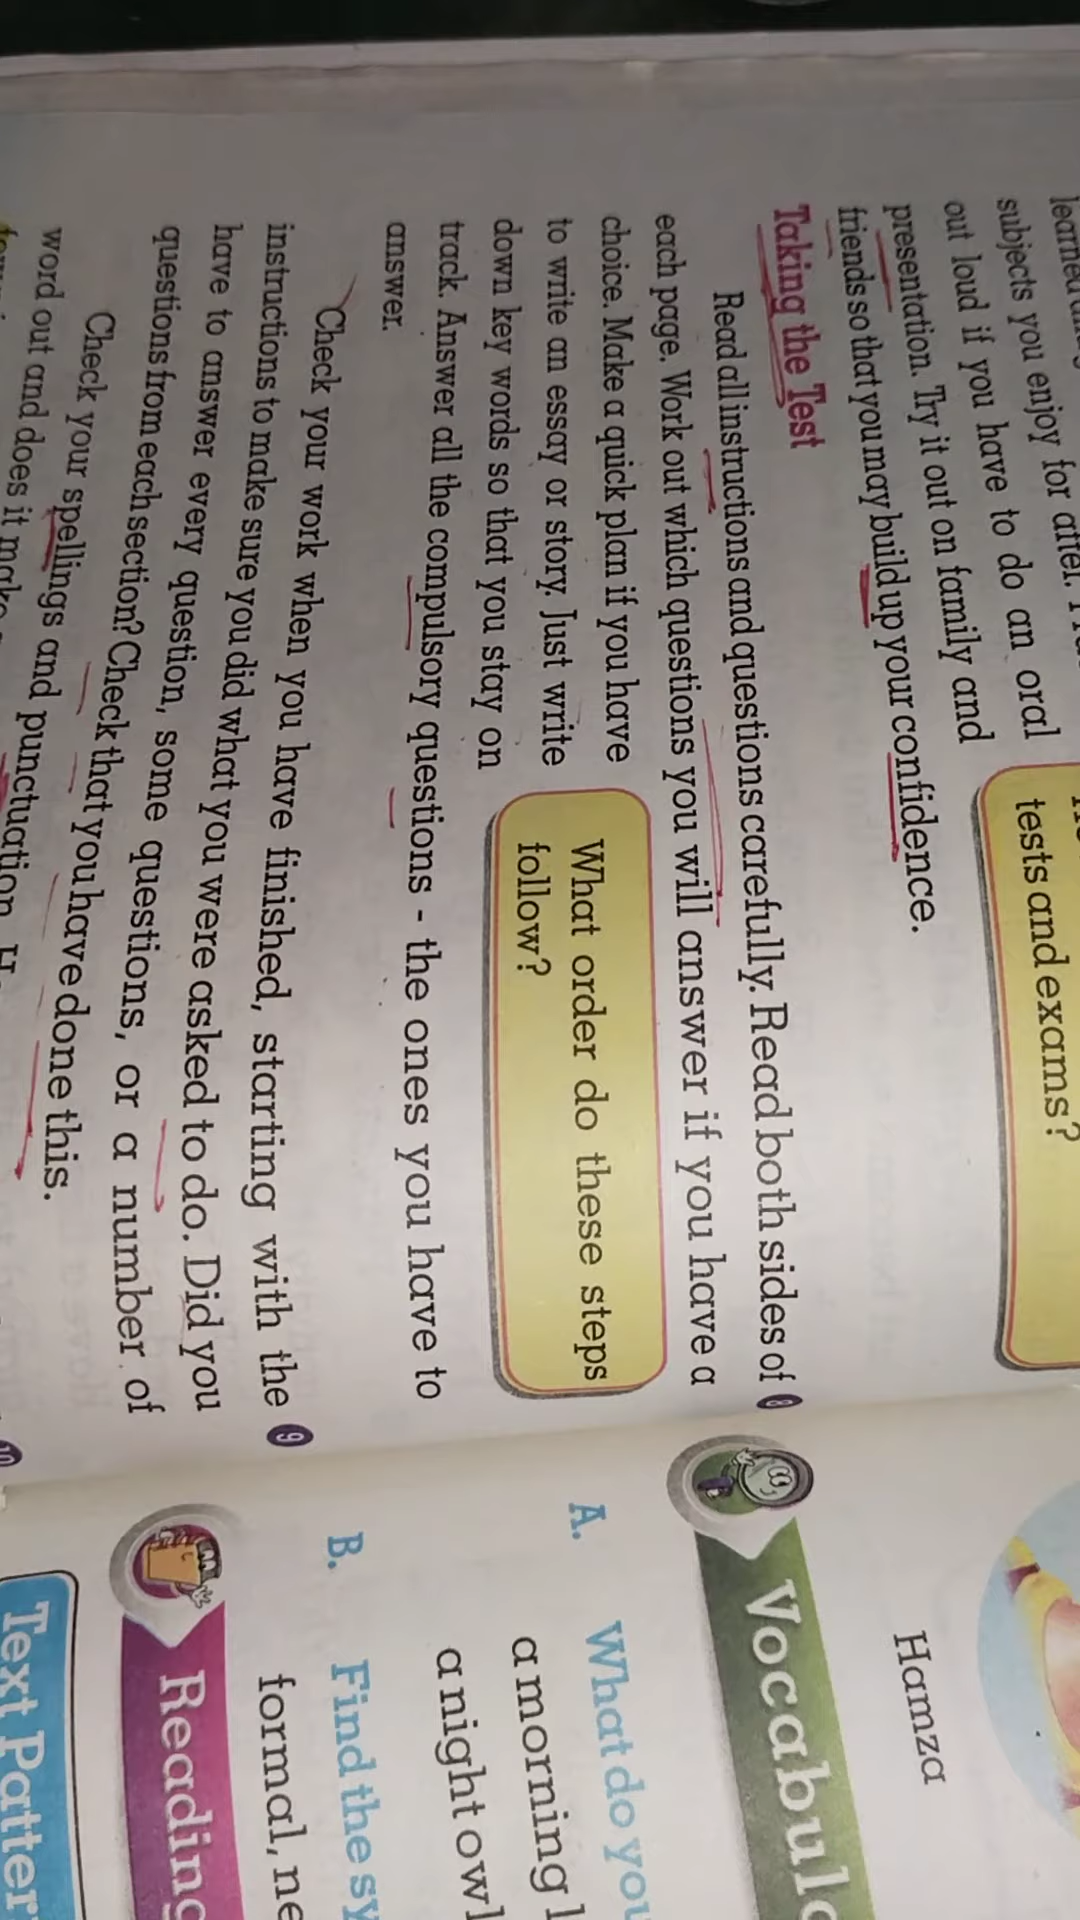 subjects you enjoy for
out loud if you have to do an oral
presentation. Try it out on family and
friends so that you may build up your confidence.
tests and exams?
Taking the Test
Read all instructions and questions carefully. Read both sides of 8
each page. Work out which questions you will answer if you have a
choice. Make a quick plan if you have
to write an essay or story. Just write
down key words so that you stay on
track. Answer all the compulsory questions - the ones you have to
answer.
What order do these steps
follow?
Check your work when you have finished, starting with the 9
instructions to make sure you did what you were asked to do. Did you
have to answer every question, some questions, or a number of
questions from each section? Check that you have done this.
Check your spellings and punctuation. 10
word out and does it make
Hamza
Vocabul
A. What do you
a morning l
a night owl
B. Find the sy
formal, ne
Reading
Text Patter